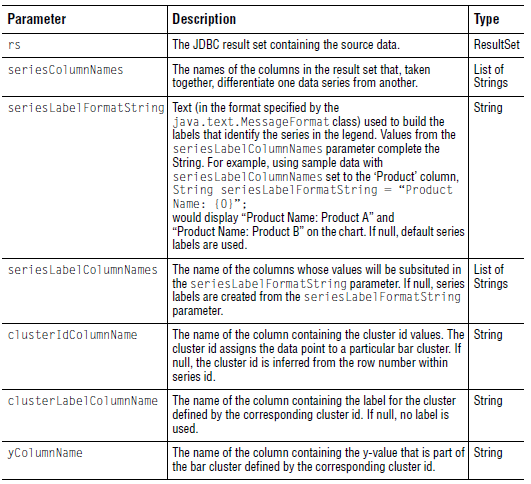 Parameter Description Type
rs The JDBC result set containing the source data. ResultSet
seriesColumnNames The names of the columns in the result set that, taken List of
together, differentiate one data series from another. Strings
seriesLabelFormatString Text (in the format specified by the String
java.text.MessageFormat class) used to build the
labels that identify the series in the legend. Values from the
seriesLabelColumnNames parameter complete the
String. For example, using sample data with
seriesLabelColumnNames set to the ‘Product’ column,
String seriesLabelFormatString = “Product
Name: {0}”;
would display “Product Name: Product A” and
“Product Name: Product B” on the chart. If null, default series
labels are used.
seriesLabelColumnNames The name of the columns whose values will be subsituted in List of
the seriesLabelFormatString parameter. If null, series Strings
labels are created from the seriesLabelFormatString
parameter.
clusterIdColumnName The name of the column containing the cluster id values. The String
cluster id assigns the data point to a particular bar cluster. If
null, the cluster id is inferred from the row number within
series id.
clusterLabelColumnName The name of the column containing the label for the cluster String
defined by the corresponding cluster id. If null, no label is
used.
yColumnName The name of the column containing the y-value that is part of String
the bar cluster defined by the corresponding cluster id.